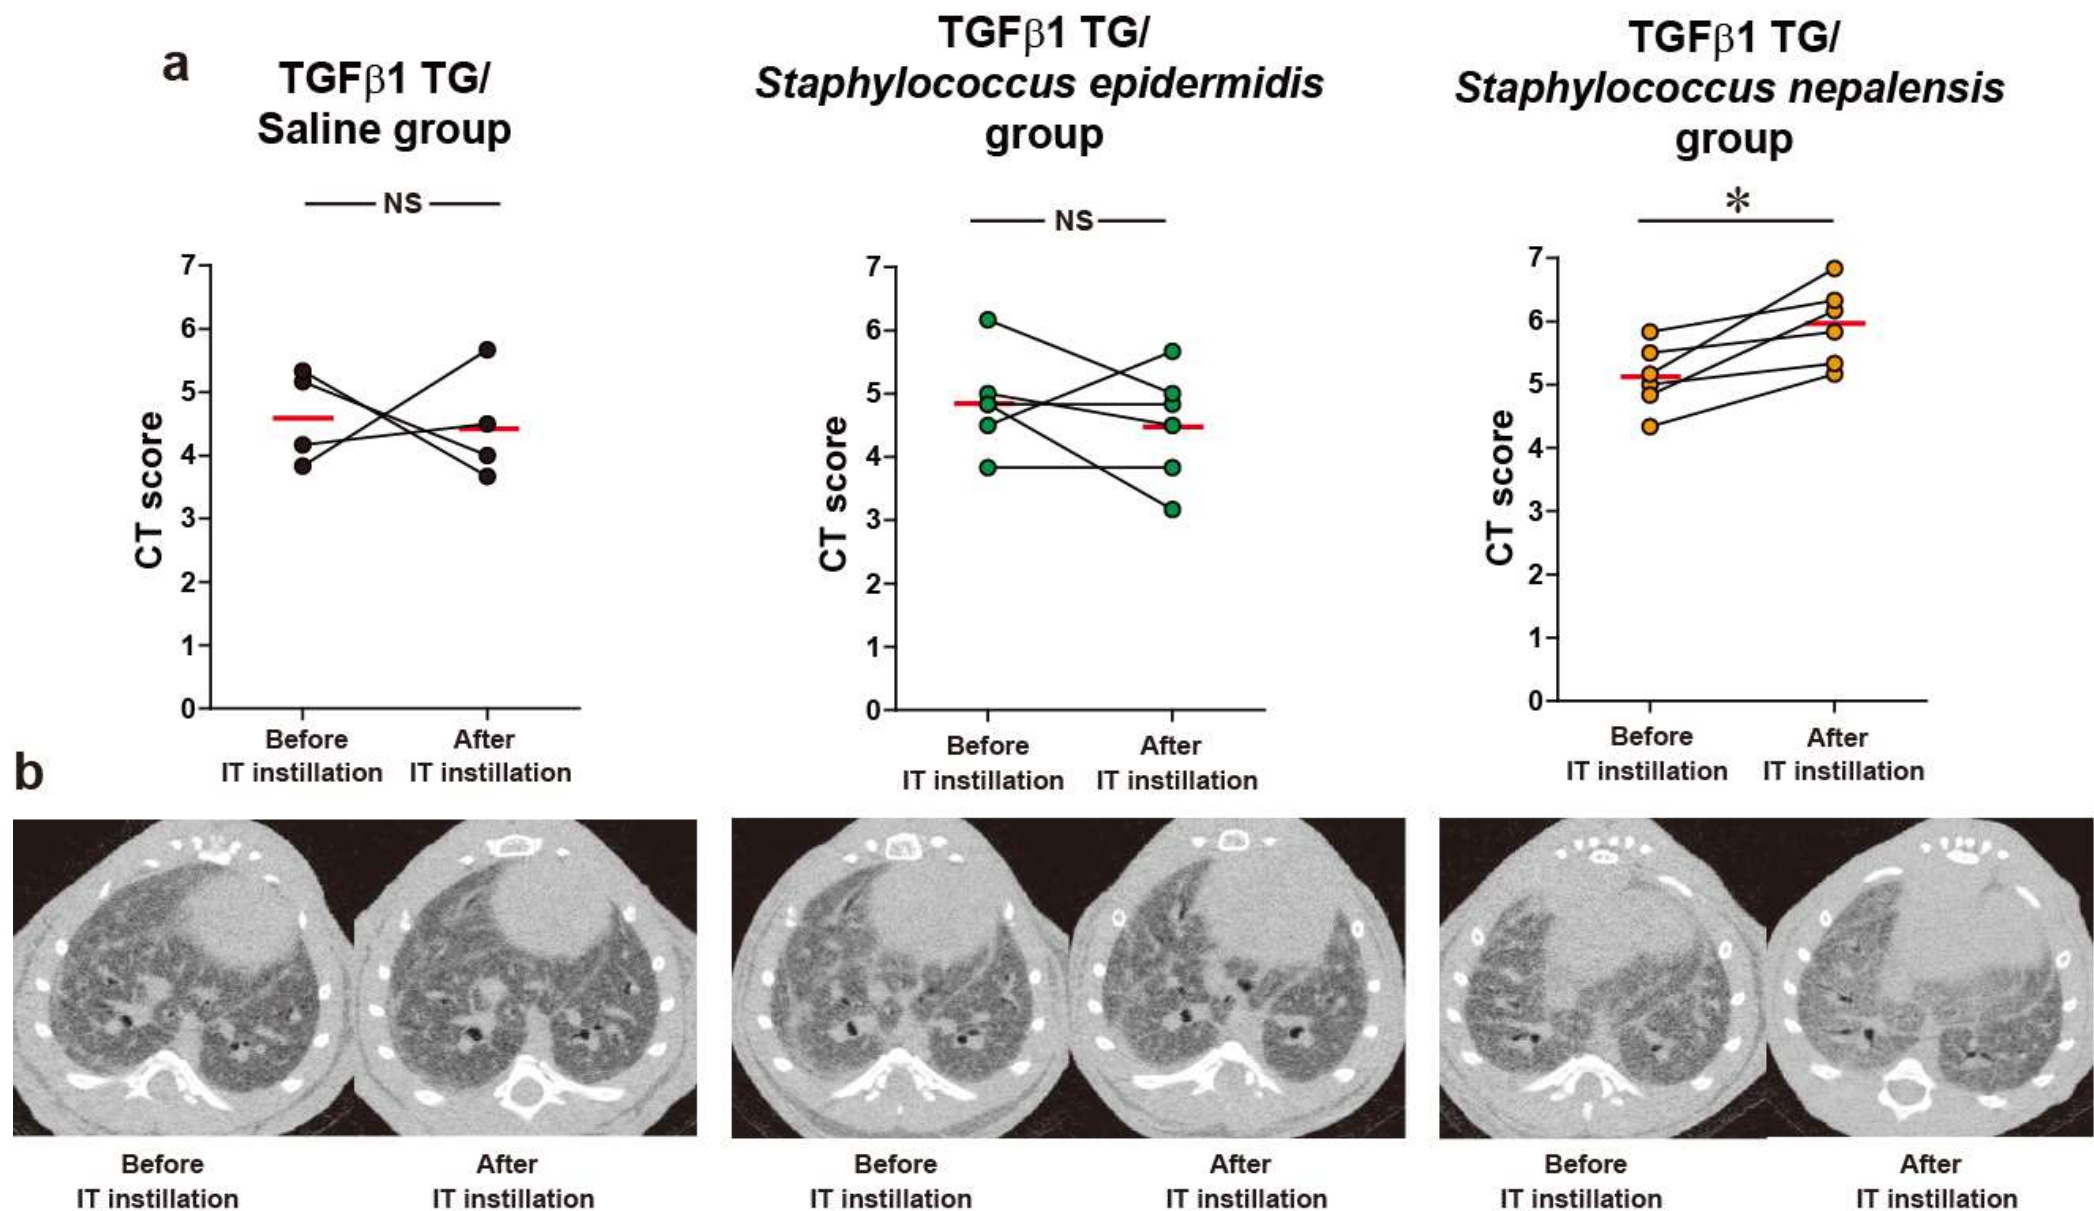 a
TGFβ1 TG/
Saline group
TGFβ1 TG/
Staphylococcus epidermidis
group
TGFβ1 TG/
Staphylococcus nepalensis
group
NS
NS
*
7
6
5
4
3
2
1
0
CT score
Before
IT instillation
After
IT instillation
7
6
5
4
3
2
1
0
CT score
Before
IT instillation
After
IT instillation
7
6
5
4
3
2
1
0
CT score
Before
IT instillation
After
IT instillation
b
Before
IT instillation
After
IT instillation
Before
IT instillation
After
IT instillation
Before
IT instillation
After
IT instillation